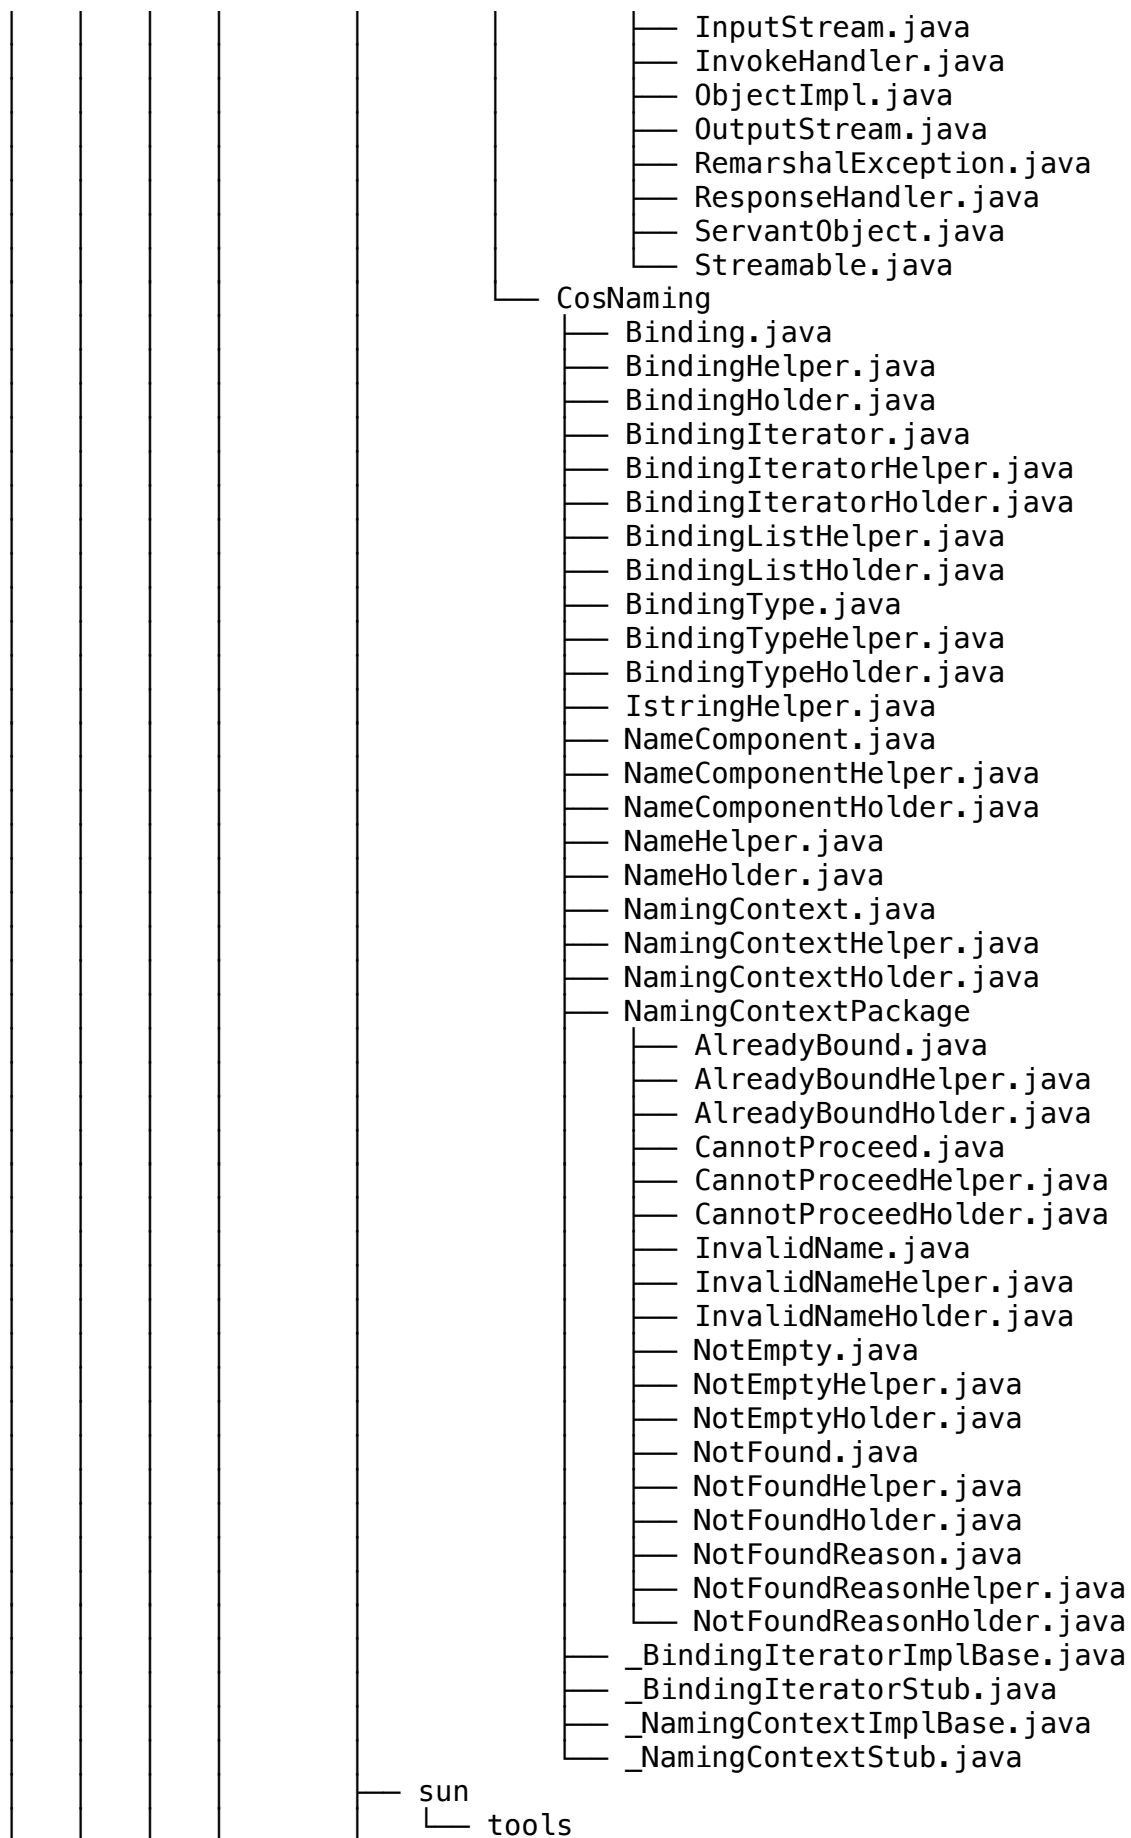 InputStream.java
InvokeHandler.java
ObjectImpl.java
OutputStream.java
RemarshalException.java
ResponseHandler.java
ServantObject.java
Streamable.java
CosNaming
Binding.java
BindingHelper.java
BindingHolder.java
BindingIterator.java
BindingIteratorHelper.java
BindingIteratorHolder.java
BindingListHelper.java
BindingListHolder.java
BindingType.java
BindingTypeHelper.java
BindingTypeHolder.java
IstringHelper.java
NameComponent.java
NameComponentHelper.java
NameComponentHolder.java
NameHelper.java
NameHolder.java
NamingContext.java
NamingContextHelper.java
NamingContextHolder.java
NamingContextPackage
AlreadyBound.java
AlreadyBoundHelper.java
AlreadyBoundHolder.java
CannotProceed.java
CannotProceedHelper.java
CannotProceedHolder.java
InvalidName.java
InvalidNameHelper.java
InvalidNameHolder.java
NotEmpty.java
NotEmptyHelper.java
NotEmptyHolder.java
NotFound.java
NotFoundHelper.java
NotFoundHolder.java
NotFoundReason.java
NotFoundReasonHelper.java
NotFoundReasonHolder.java
_BindingIteratorImplBase.java
_BindingIteratorStub.java
_NamingContextImplBase.java
_NamingContextStub.java
sun
tools